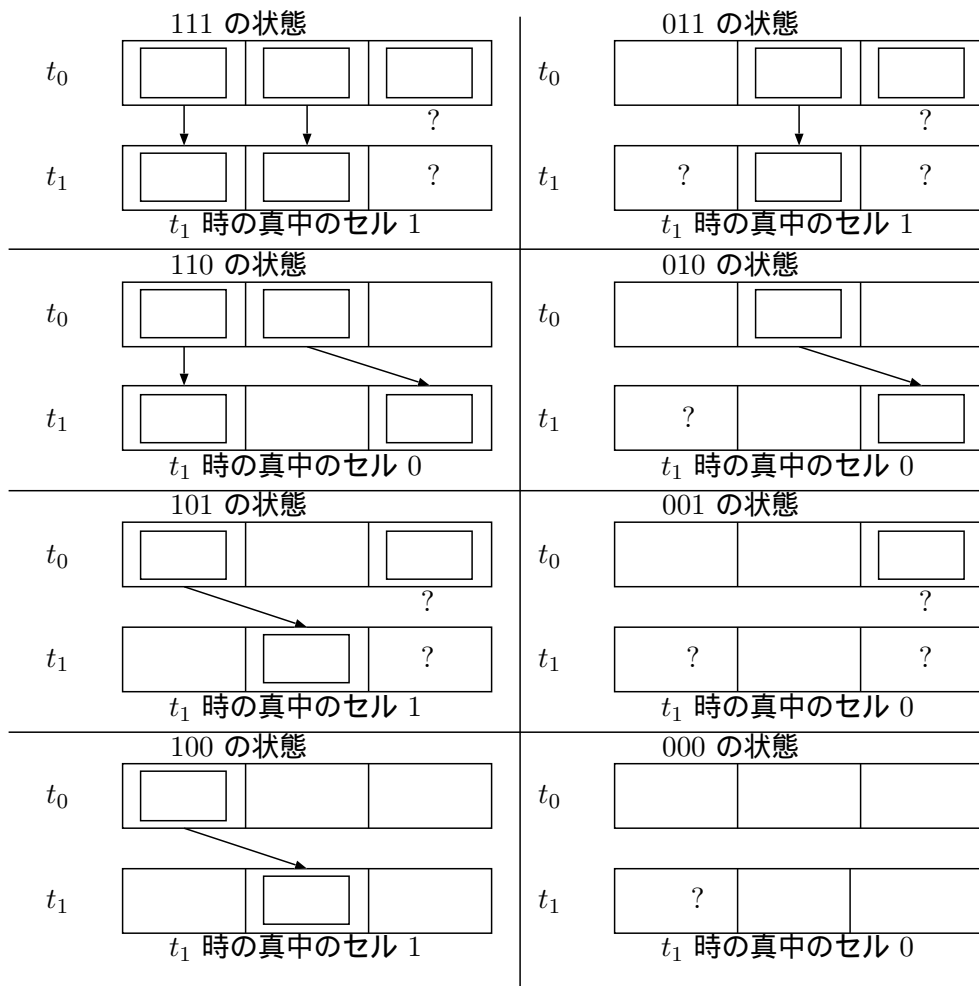 111 の状態
t0
?
t1 ?
t1 時の真中のセル 1
011 の状態
t0
?
t1 ? ?
t1 時の真中のセル 1
110 の状態
t0
t1
t1 時の真中のセル 0
010 の状態
t0
t1 ?
t1 時の真中のセル 0
101 の状態
t0
?
t1 ?
t1 時の真中のセル 1
001 の状態
t0
?
t1 ? ?
t1 時の真中のセル 0
100 の状態
t0
t1
t1 時の真中のセル 1
000 の状態
t0
t1 ?
t1 時の真中のセル 0